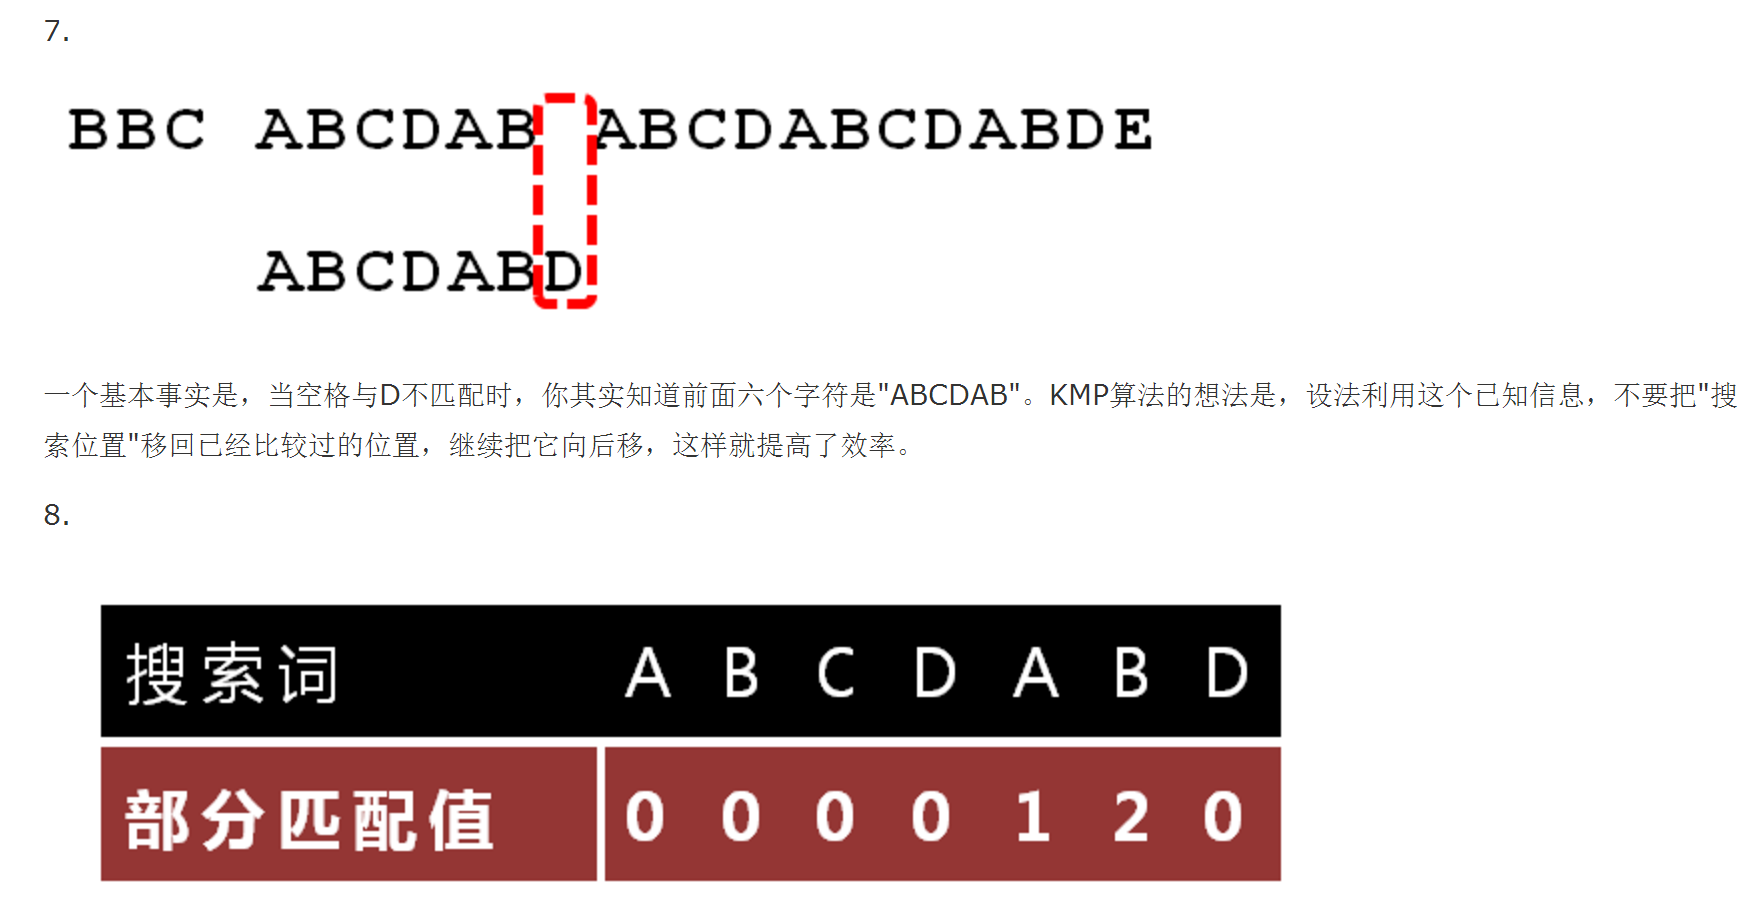 7.
BBC ABCDAB ABCDABCDABDE
ABCDABD
一个基本事实是，当空格与D不匹配时，你其实知道前面六个字符是"ABCDAB"。KMP算法的想法是，设法利用这个已知信息，不要把"搜
索位置"移回已经比较过的位置，继续把它向后移，这样就提高了效率。
8.
搜索词 A B C D A B D
部分匹配值 0 0 0 0 1 2 0